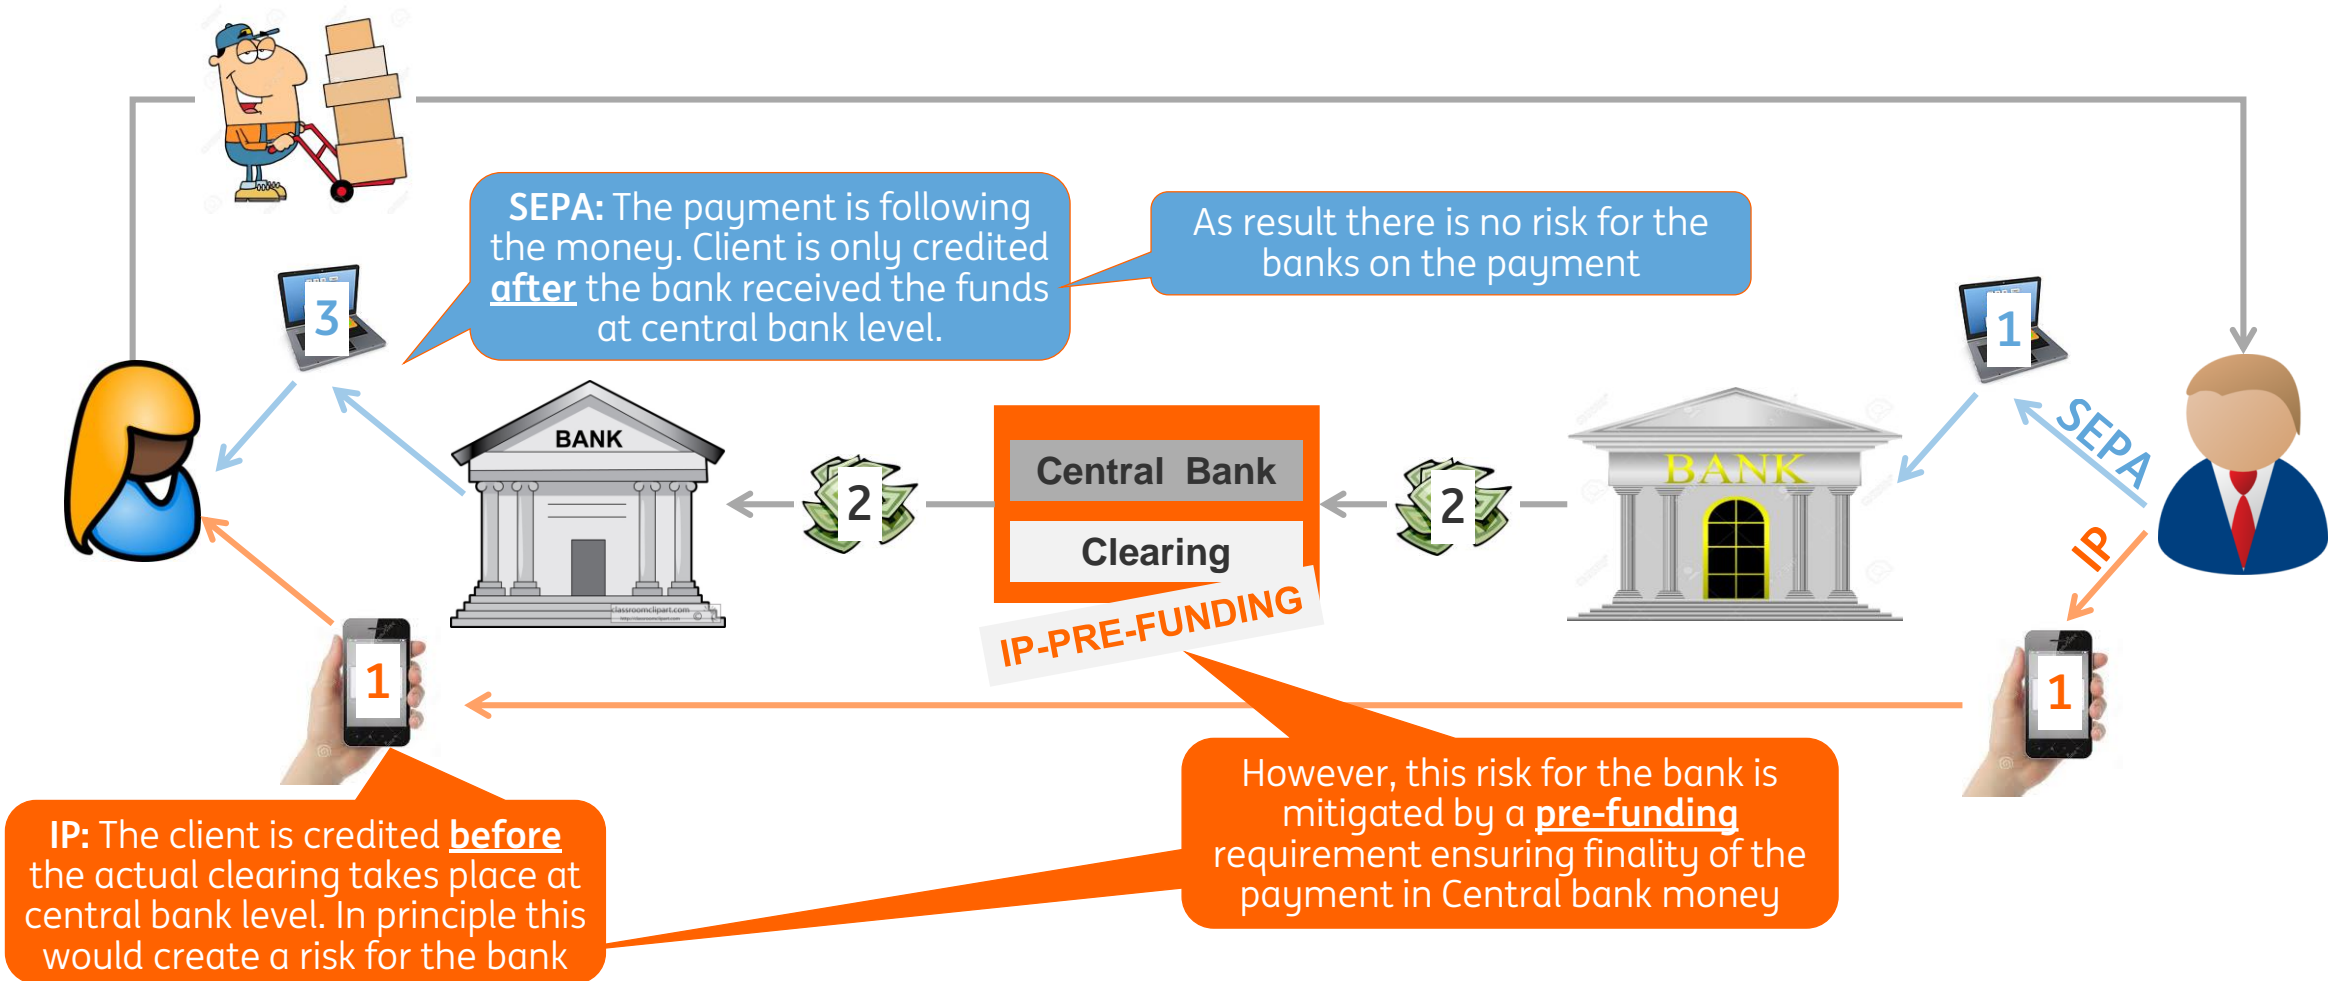 SEPA: The payment is following
the money. Client is only credited
after the bank received the funds
at central bank level.
As result there is no risk for the
banks on the payment
3
1
SEPA
IP
BANK
2
Central Bank
Clearing
IP-PRE-FUNDING
2
BANK
classroomclipart.com
1
1
IP: The client is credited before
the actual clearing takes place at
central bank level. In principle this
would create a risk for the bank
However, this risk for the bank is
mitigated by a pre-funding
requirement ensuring finality of the
payment in Central bank money